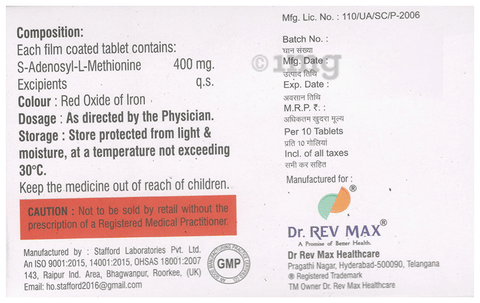 Composition:
Each film coated tablet contains:
S-Adenosyl-L-Methionine 400 mg.
Excipients q.s.
Colour : Red Oxide of Iron
Dosage : As directed by the Physician.
Storage : Store protected from light &
moisture, at a temperature not exceeding
30°C.
Keep the medicine out of reach of children.
CAUTION : Not to be sold by retail without the
prescription of a Registered Medical Practitioner.
Manufactured by : Stafford Laboratories Pvt. Ltd.
An ISO 9001:2015, 14001:2015, OHSAS 18001:2007
143, Raipur Ind. Area, Bhagwanpur, Roorkee, (UK)
Email: ho.stafford2016@gmail.com
GMP
Mfg. Lic. No. : 110/UA/SC/P-2006
Batch No. :
घान संख्या
Mfg. Date :
उत्पाद तिथि
Exp. Date :
अवसान तिथि
M.R.P. ₹. :
अधिकतम खुदरा मूल्य
Per 10 Tablets
प्रति 10 गोलियां
Incl. of all taxes
सभी कर सहित
Manufactured for :
®
Dr. REV MAX®
A Promise of Better Health.
Dr Rev Max Healthcare
Pragathi Nagar, Hyderabad-500090, Telangana
® Registered Trademark
TM Owner Dr. Rev Max Healthcare